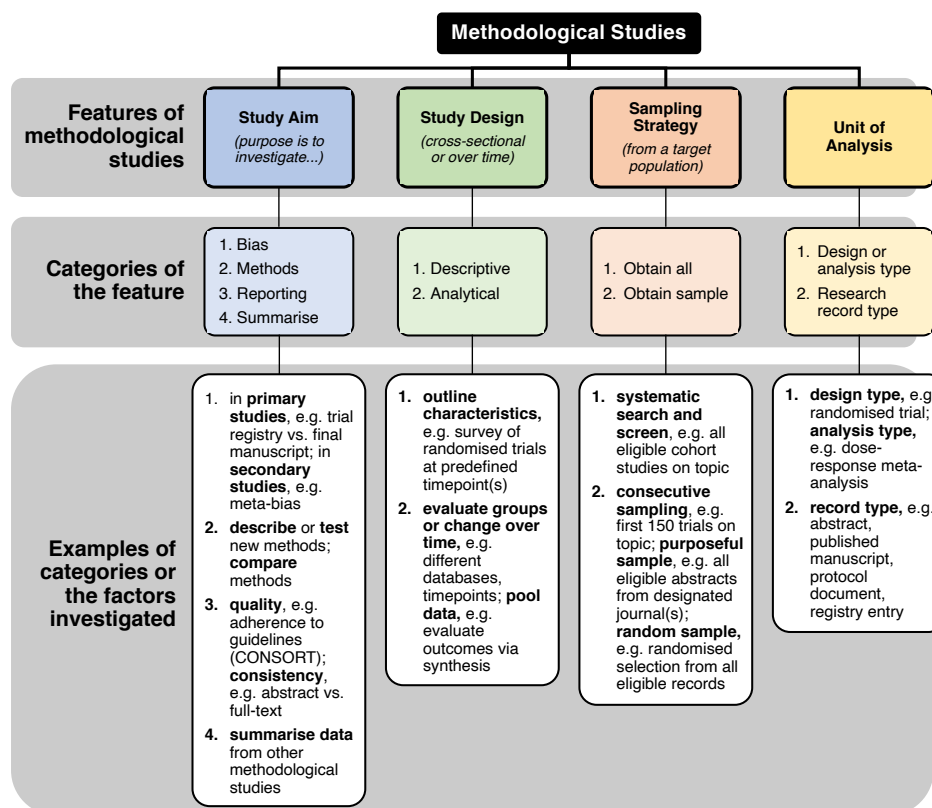 Methodological Studies
Features of
methodological
studies
Study Aim
(purpose is to
investigate...)
Study Design
(cross-sectional
or over time)
Sampling
Strategy
(from a target
population)
Unit of
Analysis
Categories of
the feature
1. Bias
2. Methods
3. Reporting
4. Summarise
1. Descriptive
2. Analytical
1. Obtain all
2. Obtain sample
1. Design or
analysis type
2. Research
record type
Examples of
categories or
the factors
investigated
1. in primary
studies, e.g. trial
registry vs. final
manuscript; in
secondary
studies, e.g.
meta-bias
2. describe or test
new methods;
compare
methods
3. quality, e.g.
adherence to
guidelines
(CONSORT);
consistency,
e.g. abstract vs.
full-text
4. summarise data
from other
methodological
studies
1. outline
characteristics,
e.g. survey of
randomised trials
at predefined
timepoint(s)
2. evaluate groups
or change over
time, e.g.
different
databases,
timepoints; pool
data, e.g.
evaluate
outcomes via
synthesis
1. systematic
search and
screen, e.g. all
eligible cohort
studies on topic
2. consecutive
sampling, e.g.
first 150 trials on
topic; purposeful
sample, e.g. all
eligible abstracts
from designated
journal(s);
random sample,
e.g. randomised
selection from all
eligible records
1. design type, e.g.
randomised trial;
analysis type,
e.g. dose-
response meta-
analysis
2. record type, e.g.
abstract,
published
manuscript,
protocol
document,
registry entry